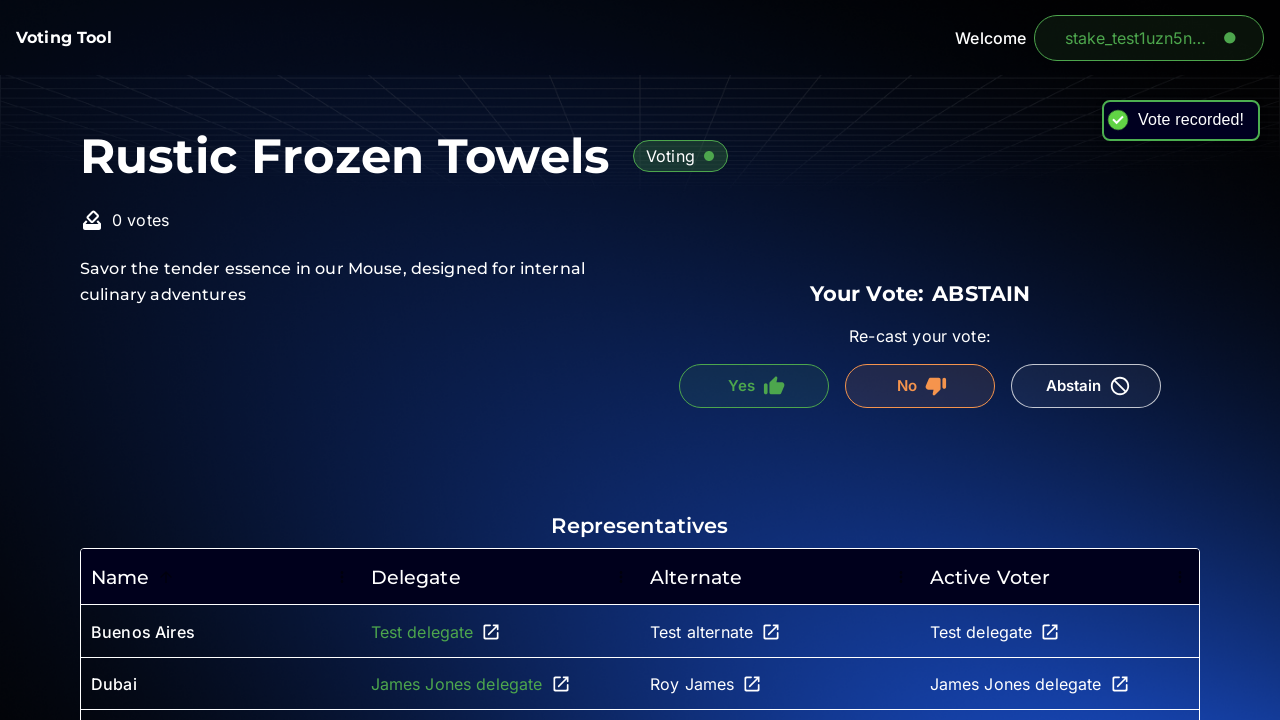 Voting Tool
Welcome
stake_test1uzn5n...
Vote recorded!
Rustic Frozen Towels
Voting
0 votes
Savor the tender essence in our Mouse, designed for internal
culinary adventures
Your Vote: ABSTAIN
Re-cast your vote:
Yes
No
Abstain
Representatives
Name Delegate Alternate Active Voter
Buenos Aires Test delegate Test alternate Test delegate
Dubai James Jones delegate Roy James James Jones delegate